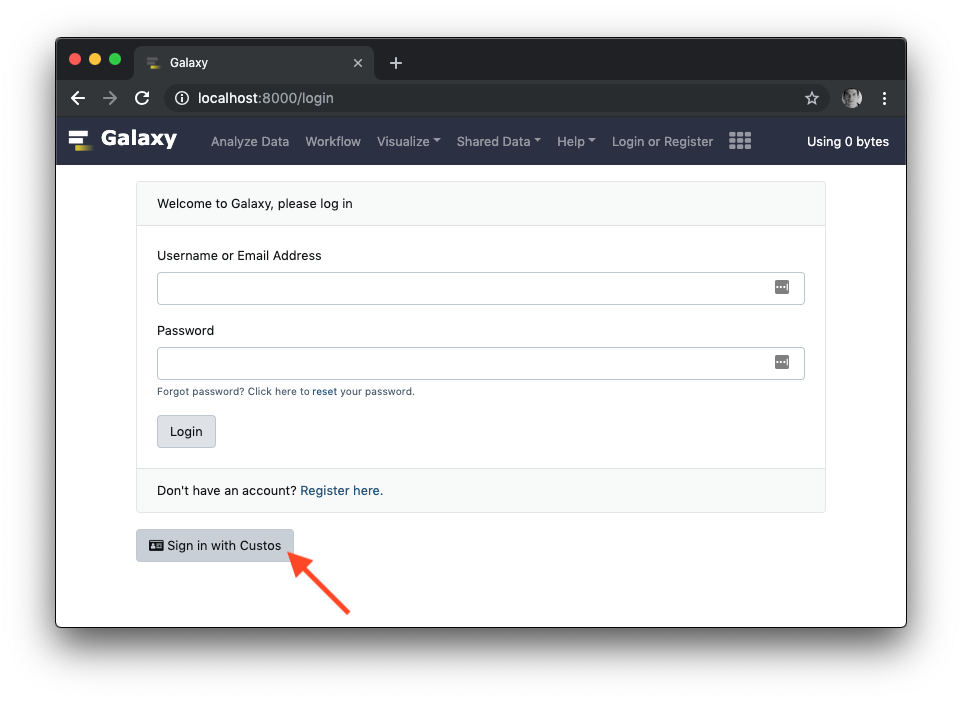 Galaxy
localhost:8000/login
Galaxy Analyze Data Workflow Visualize Shared Data Help Login or Register Using 0 bytes
Welcome to Galaxy, please log in
Username or Email Address
Password
Forgot password? Click here to reset your password.
Login
Don't have an account? Register here.
Sign in with Custos